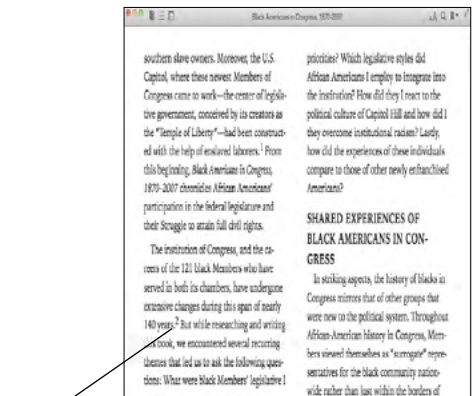 Black Americans in Congress, 1870-2007
southern slave owners. Moreover, the U.S.
Capitol, where these newest Members of
Congress came to work—the center of legisla-
tive government, conceived by its creators as
the “Temple of Liberty”—had been construct-
ed with the help of enslaved laborers.1 From
this beginning, Black Americans in Congress,
1870-2007 chronicles African Americans'
participation in the federal legislature and
their Struggle to attain full civil rights.
The institution of Congress, and the ca-
reers of the 121 black Members who have
served in both its chambers, have undergone
extensive changes during this span of nearly
140 years.2 But while researching and writing
this book, we encountered several recurring
themes that led us to ask the following ques-
tions: What were black Members' legislative I
priorities? Which legislative styles did
African Americans I employ to integrate into
the institution? How did they I react to the
political culture of Capitol Hill and how did I
they overcome institutional racism? Lastly,
how did the experiences of these individuals
compare to those of other newly enfranchised
Americans?
SHARED EXPERIENCES OF
BLACK AMERICANS IN CON-
GRESS
In striking aspects, the history of blacks in
Congress mirrors that of other groups that
were new to the political system. Throughout
African-American history in Congress, Mem-
bers viewed themselves as “surrogate” repre-
sentatives for the black community nation-
wide rather than just within the borders of